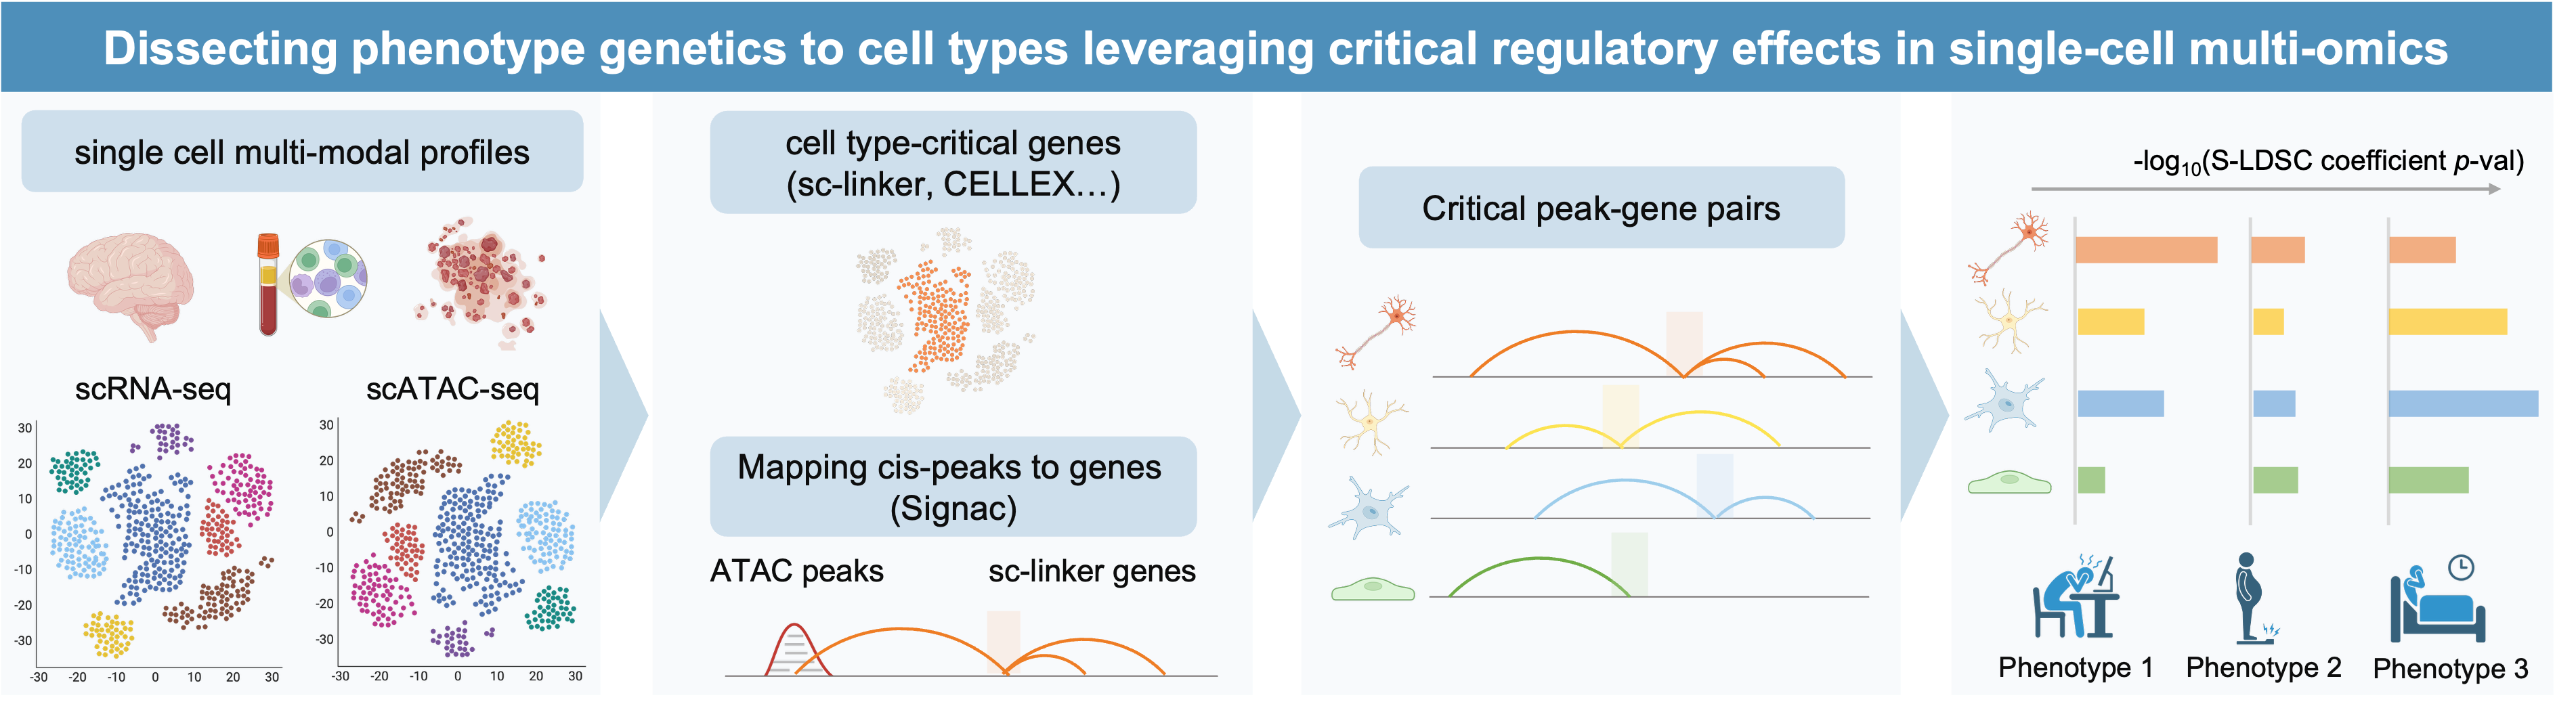 Dissecting phenotype genetics to cell types leveraging critical regulatory effects in single-cell multi-omics
single cell multi-modal profiles
scRNA-seq
scATAC-seq
30
20
10
0
-10
-20
-30
-30 -20 -10 0 10 20 30
30
20
10
0
-10
-20
-30
-30 -20 -10 0 10 20 30
cell type-critical genes
(sc-linker, CELLEX…)
Mapping cis-peaks to genes
(Signac)
ATAC peaks
sc-linker genes
Critical peak-gene pairs
-log10(S-LDSC coefficient p-val)
Phenotype 1
Phenotype 2
Phenotype 3